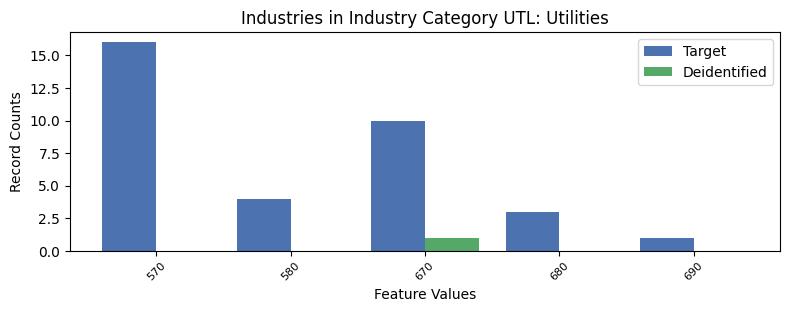 Industries in Industry Category UTL: Utilities
Target
Deidentified
Record Counts
15.0
12.5
10.0
7.5
5.0
2.5
0.0
570
580
670
680
690
Feature Values